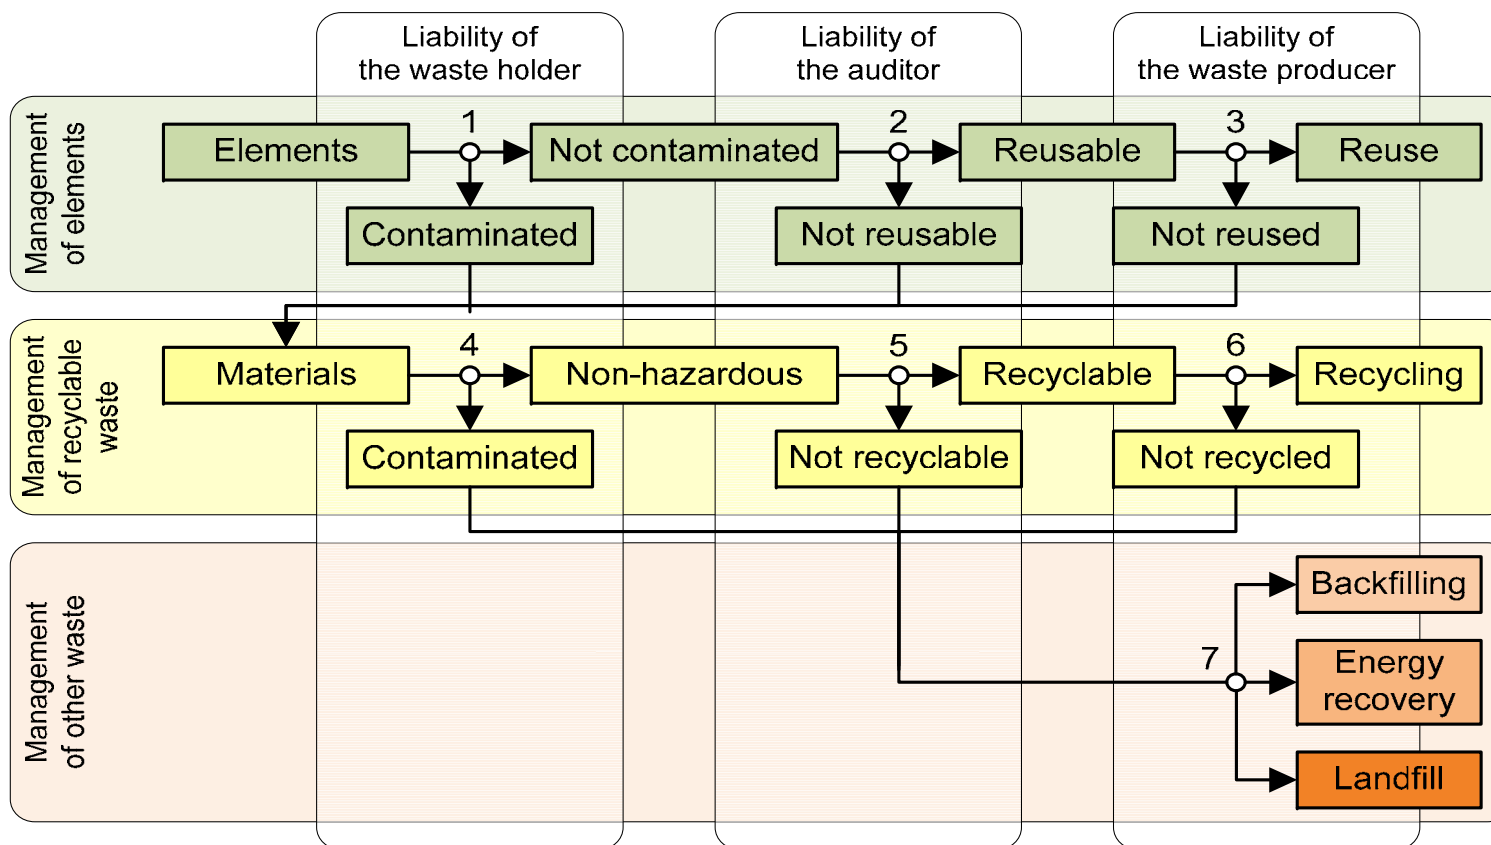 Liability of
the waste holder
Liability of
the auditor
Liability of
the waste producer
Management
of elements
1
2
3
Elements
Not contaminated
Reusable
Reuse
Contaminated
Not reusable
Not reused
Management
of recyclable
waste
4
5
6
Materials
Non-hazardous
Recyclable
Recycling
Contaminated
Not recyclable
Not recycled
Management
of other waste
Backfilling
7
Energy
recovery
Landfill